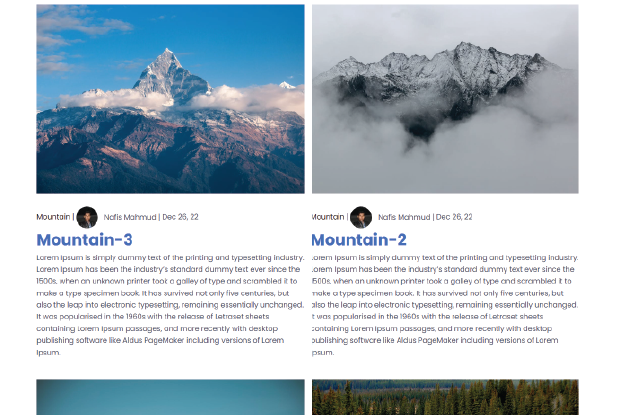 Mountain | Nafis Mahmud | Dec 26, 22
Mountain-3
Lorem Ipsum is simply dummy text of the printing and typesetting industry.
Lorem Ipsum has been the industry's standard dummy text ever since the
1500s, when an unknown printer took a galley of type and scrambled it to
make a type specimen book. It has survived not only five centuries, but
also the leap into electronic typesetting, remaining essentially unchanged.
It was popularised in the 1960s with the release of Letraset sheets
containing Lorem Ipsum passages, and more recently with desktop
publishing software like Aldus PageMaker including versions of Lorem
Ipsum.
Mountain | Nafis Mahmud | Dec 26, 22
Mountain-2
Lorem Ipsum is simply dummy text of the printing and typesetting industry.
Lorem Ipsum has been the industry's standard dummy text ever since the
1500s, when an unknown printer took a galley of type and scrambled it to
make a type specimen book. It has survived not only five centuries, but
also the leap into electronic typesetting, remaining essentially unchanged.
It was popularised in the 1960s with the release of Letraset sheets
containing Lorem Ipsum passages, and more recently with desktop
publishing software like Aldus PageMaker including versions of Lorem
Ipsum.